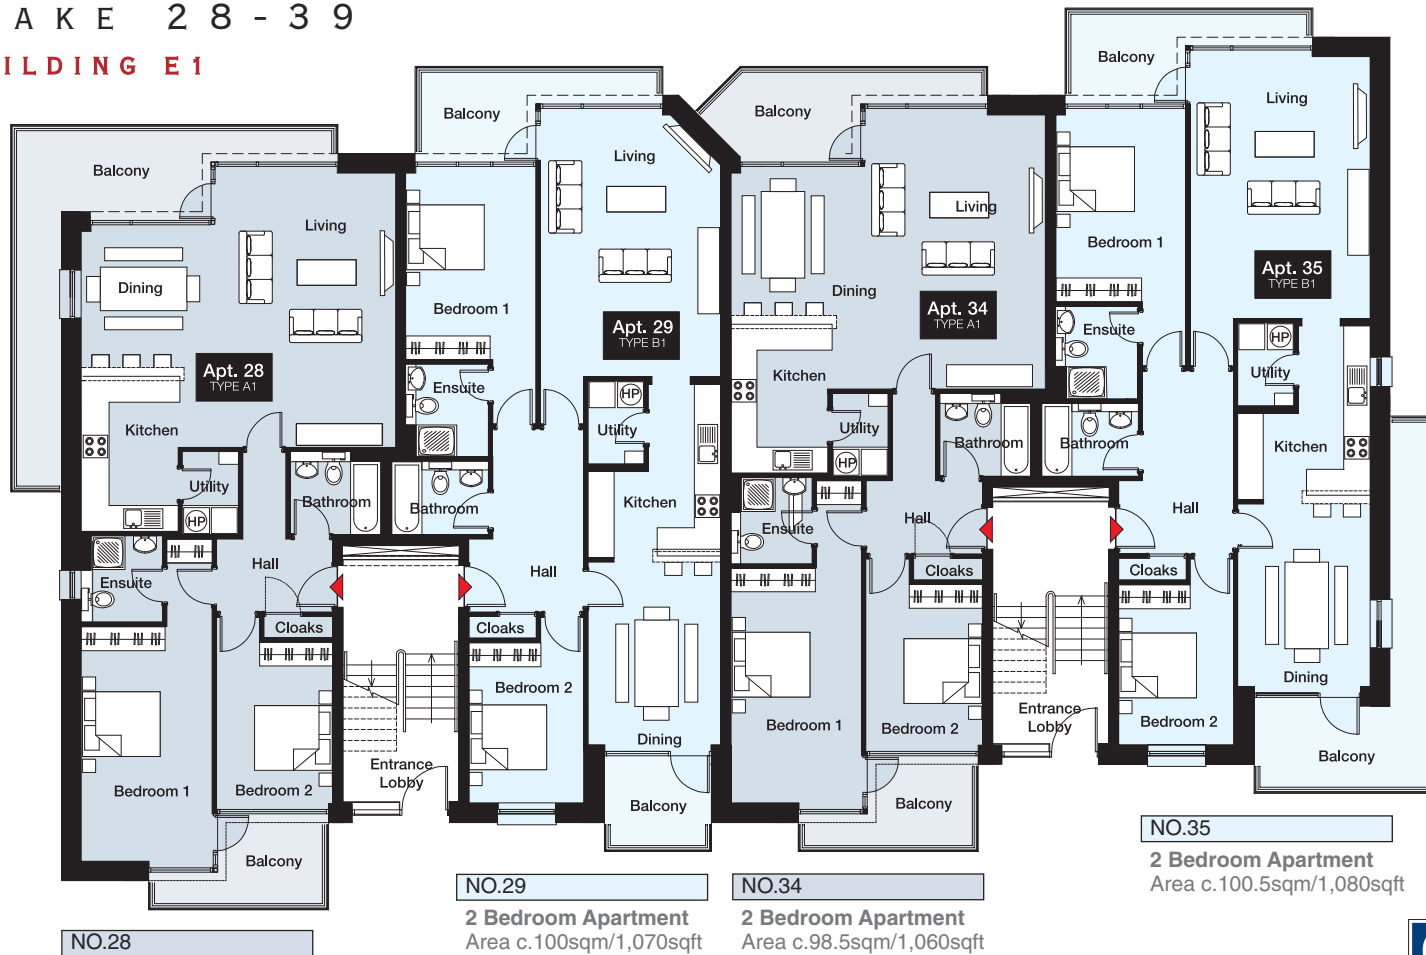 AKE 28-39
ILDING E1
Balcony
Living
Dining
Apt. 28
TYPE A1
Kitchen
Utility
HP
Bathroom
Ensuite
Hall
Cloaks
Bedroom 1
Bedroom 2
Balcony
Entrance
Lobby
Balcony
Living
Bedroom 1
Apt. 29
TYPE B1
Ensuite
HP
Utility
Bathroom
Kitchen
Hall
Cloaks
Bedroom 2
Dining
Balcony
Balcony
Living
Dining
Apt. 34
TYPE A1
Kitchen
Utility
HP
Bathroom
Ensuite
Hall
Cloaks
Bedroom 1
Bedroom 2
Balcony
Entrance
Lobby
Balcony
Living
Bedroom 1
Apt. 35
TYPE B1
Ensuite
HP
Utility
Bathroom
Kitchen
Hall
Cloaks
Bedroom 2
Dining
Balcony
NO.28
NO.29
2 Bedroom Apartment
Area c.100sqm/1,070sqft
NO.34
2 Bedroom Apartment
Area c.98.5sqm/1,060sqft
NO.35
2 Bedroom Apartment
Area c.100.5sqm/1,080sqft